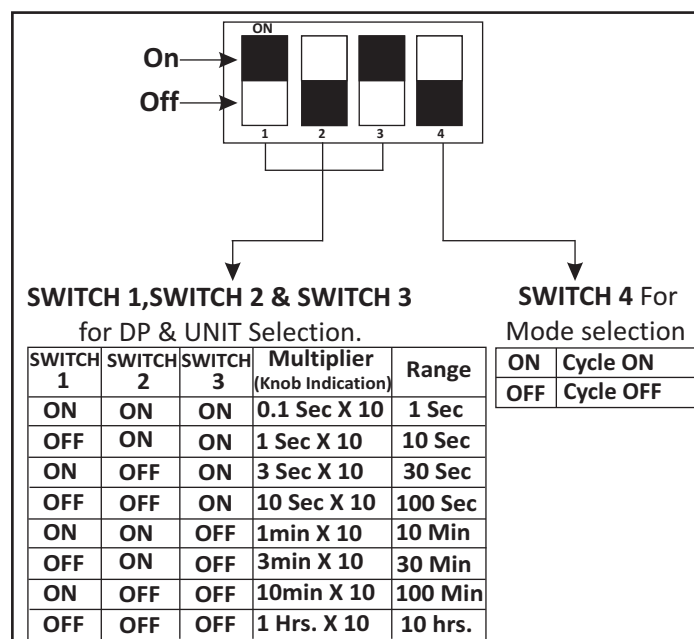 ON
On
Off
1 2 3 4
SWITCH 1,SWITCH 2 & SWITCH 3
for DP & UNIT Selection.
SWITCH 1 SWITCH 2 SWITCH 3 Multiplier (Knob Indication) Range
ON ON ON 0.1 Sec X 10 1 Sec
OFF ON ON 1 Sec X 10 10 Sec
ON OFF ON 3 Sec X 10 30 Sec
OFF OFF ON 10 Sec X 10 100 Sec
ON ON OFF 1min X 10 10 Min
OFF ON OFF 3min X 10 30 Min
ON OFF OFF 10min X 10 100 Min
OFF OFF OFF 1 Hrs. X 10 10 hrs.
SWITCH 4 For
Mode selection
ON Cycle ON
OFF Cycle OFF